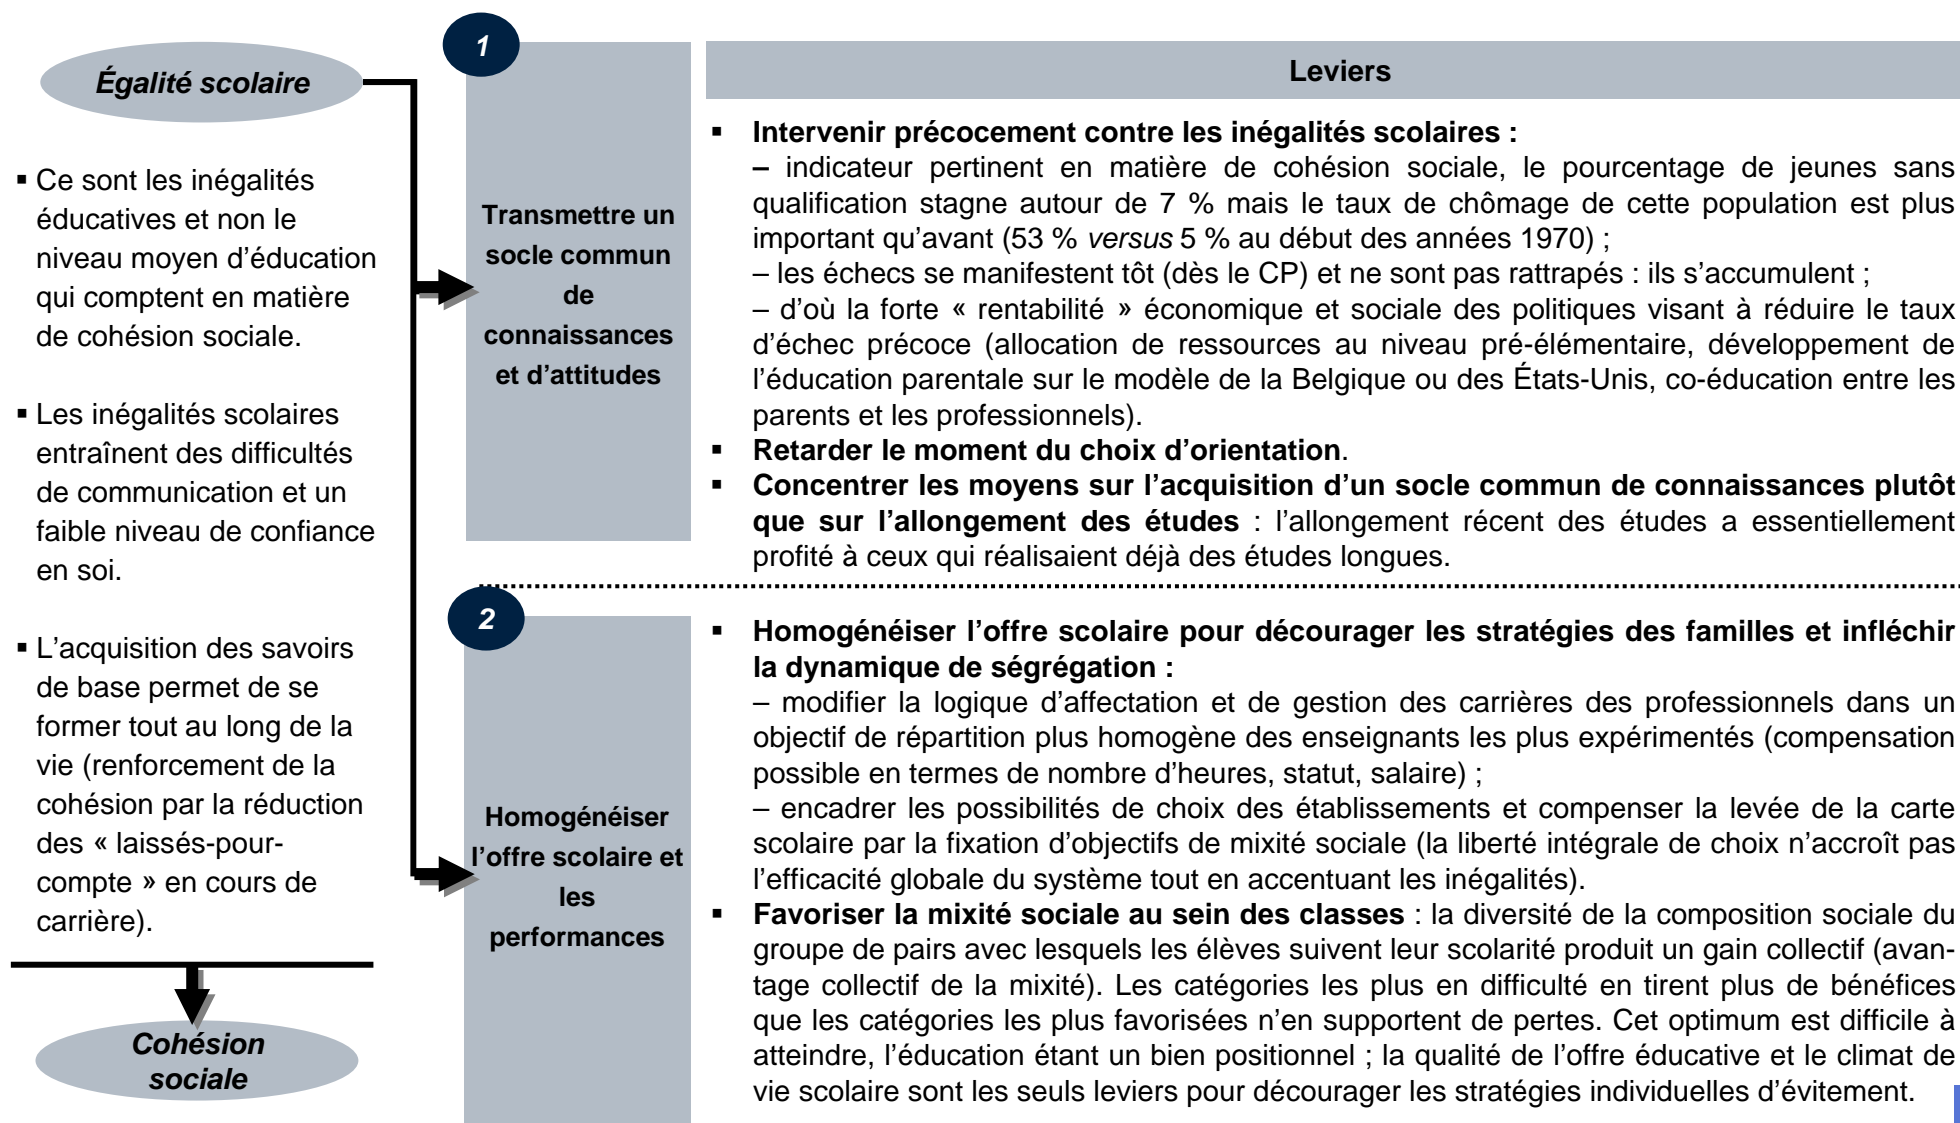 Égalité scolaire
▪ Ce sont les inégalités
éducatives et non le
niveau moyen d’éducation
qui comptent en matière
de cohésion sociale.
▪ Les inégalités scolaires
entraînent des difficultés
de communication et un
faible niveau de confiance
en soi.
▪ L’acquisition des savoirs
de base permet de se
former tout au long de la
vie (renforcement de la
cohésion par la réduction
des « laissés-pour-
compte » en cours de
carrière).
Cohésion
sociale
1
Transmettre un
socle commun
de
connaissances
et d’attitudes
Leviers
▪ Intervenir précocement contre les inégalités scolaires :
– indicateur pertinent en matière de cohésion sociale, le pourcentage de jeunes sans
qualification stagne autour de 7 % mais le taux de chômage de cette population est plus
important qu’avant (53 % versus 5 % au début des années 1970) ;
– les échecs se manifestent tôt (dès le CP) et ne sont pas rattrapés : ils s’accumulent ;
– d’où la forte « rentabilité » économique et sociale des politiques visant à réduire le taux
d’échec précoce (allocation de ressources au niveau pré-élémentaire, développement de
l’éducation parentale sur le modèle de la Belgique ou des États-Unis, co-éducation entre les
parents et les professionnels).
▪ Retarder le moment du choix d’orientation.
▪ Concentrer les moyens sur l’acquisition d’un socle commun de connaissances plutôt
que sur l’allongement des études : l’allongement récent des études a essentiellement
profité à ceux qui réalisaient déjà des études longues.
2
Homogénéiser
l’offre scolaire et
les
performances
▪ Homogénéiser l’offre scolaire pour décourager les stratégies des familles et infléchir
la dynamique de ségrégation :
– modifier la logique d’affectation et de gestion des carrières des professionnels dans un
objectif de répartition plus homogène des enseignants les plus expérimentés (compensation
possible en termes de nombre d’heures, statut, salaire) ;
– encadrer les possibilités de choix des établissements et compenser la levée de la carte
scolaire par la fixation d’objectifs de mixité sociale (la liberté intégrale de choix n’accroît pas
l’efficacité globale du système tout en accentuant les inégalités).
▪ Favoriser la mixité sociale au sein des classes : la diversité de la composition sociale du
groupe de pairs avec lesquels les élèves suivent leur scolarité produit un gain collectif (avan-
tage collectif de la mixité). Les catégories les plus en difficulté en tirent plus de bénéfices
que les catégories les plus favorisées n’en supportent de pertes. Cet optimum est difficile à
atteindre, l’éducation étant un bien positionnel ; la qualité de l’offre éducative et le climat de
vie scolaire sont les seuls leviers pour décourager les stratégies individuelles d’évitement.